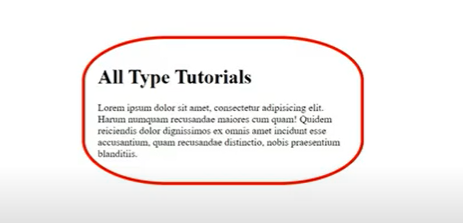 All Type Tutorials
Lorem ipsum dolor sit amet, consectetur adipisicing elit.
Harum numquam recusandae maiores cum quam! Quidem
reiciendis dolor dignissimos ex omnis amet incidunt esse
accusantium, quam recusandae distinctio, nobis praesentium
blanditiis.